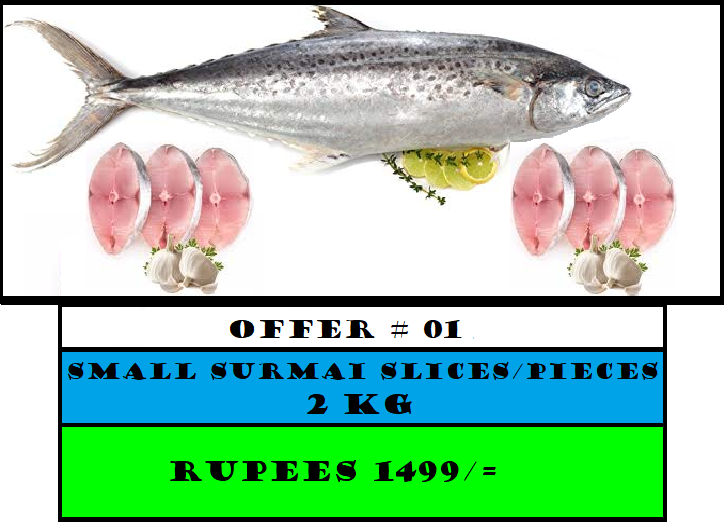 OFFER # 01
SMALL SURMAI SLICES/PIECES
2 KG
RUPEES 1499/=